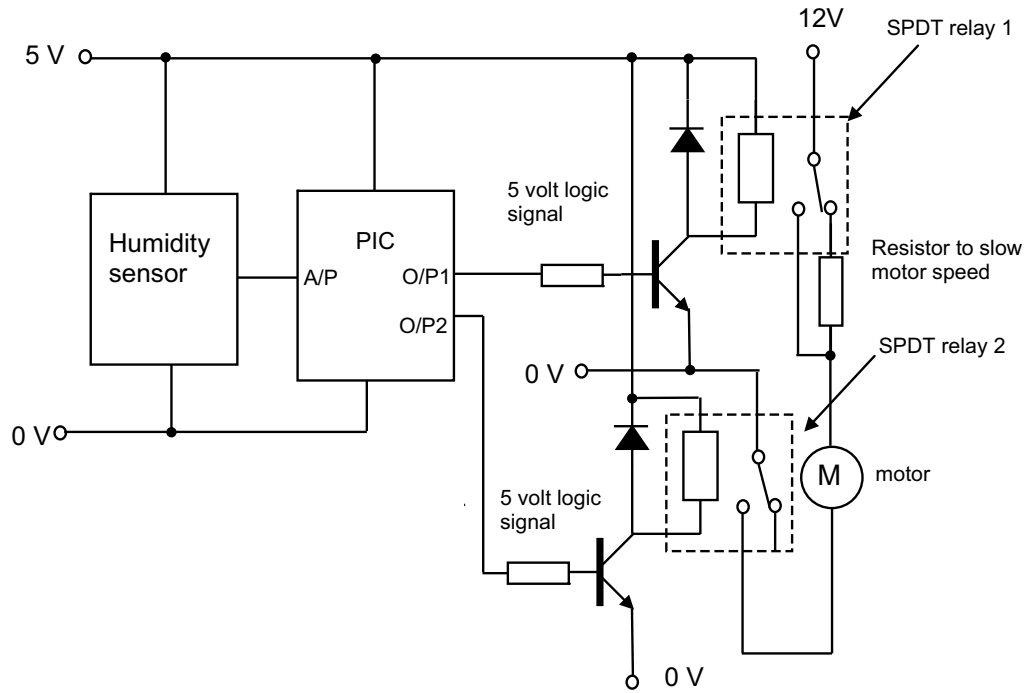 12V
SPDT relay 1
5 V
5 volt logic
signal
Humidity
sensor
PIC
A/P
O/P1
O/P2
Resistor to slow
motor speed
SPDT relay 2
0 V
0 V
M
motor
5 volt logic
signal
0 V